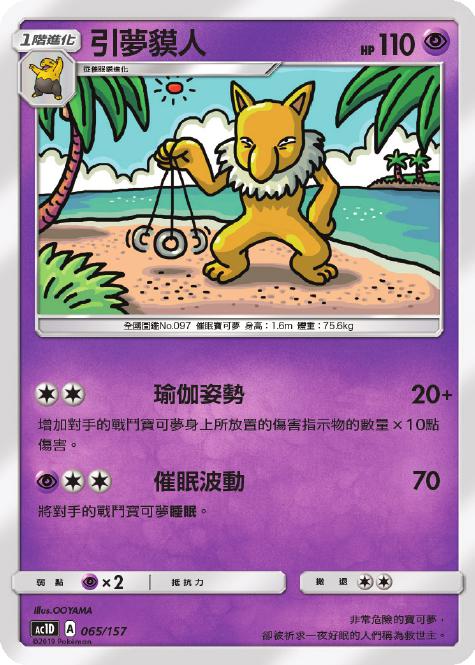 1階進化
引夢貘人
HP 110
從催眠貘進化
全國圖鑑No.097 催眠寶可夢 身高：1.6m 體重：75.6kg
瑜伽姿勢 20+
增加對手的戰鬥寶可夢身上所放置的傷害指示物的數量×10點
傷害。
催眠波動 70
將對手的戰鬥寶可夢睡眠。
弱點 ×2 抵抗力 撤退
Illus.OOYAMA
AC1D A 065/157
©2019 Pokémon
非常危險的寶可夢，
卻被祈求一夜好眠的人們稱為救世主。